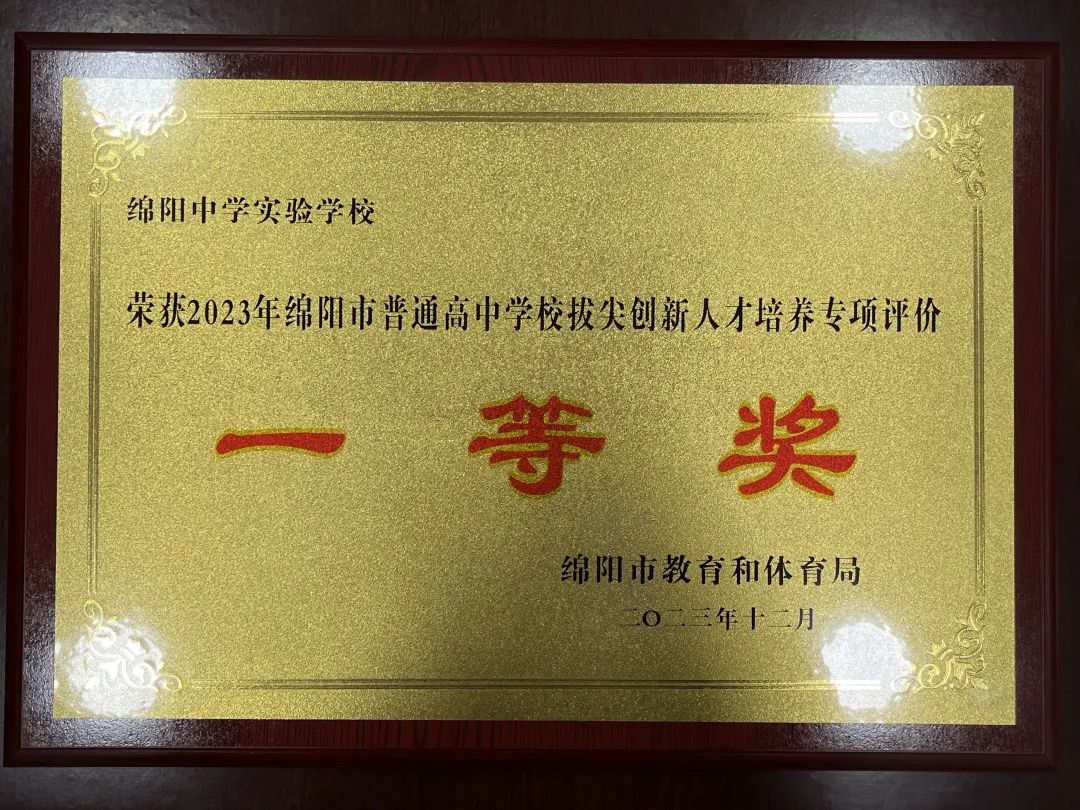 绵阳中学实验学校
荣获2023年绵阳市普通高中学校拔尖创新人才培养专项评价
一等奖
绵阳市教育和体育局
二〇二三年十二月